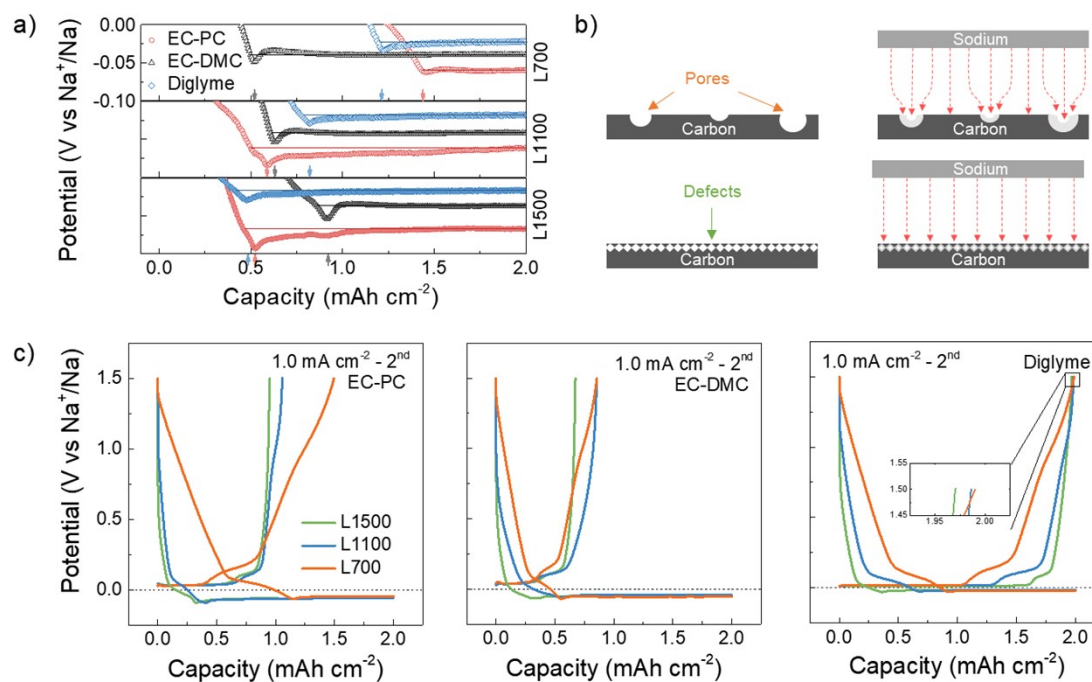 a)
0.00
-0.05
-0.10
EC-PC
EC-DMC
Diglyme
L700
L1100
L1500
Potential (V vs Na⁺/Na)
0.0 0.5 1.0 1.5 2.0
Capacity (mAh cm⁻²)
b)
Pores
Carbon
Sodium
Carbon
Defects
Carbon
Sodium
Carbon
c)
Potential (V vs Na⁺/Na)
1.5
1.0
0.5
0.0
1.0 mA cm⁻² - 2ⁿᵈ
EC-PC
L1500
L1100
L700
0.0 0.5 1.0 1.5 2.0
Capacity (mAh cm⁻²)
1.0 mA cm⁻² - 2ⁿᵈ
EC-DMC
0.0 0.5 1.0 1.5 2.0
Capacity (mAh cm⁻²)
1.0 mA cm⁻² - 2ⁿᵈ
Diglyme
1.55
1.50
1.45
1.95 2.00
0.0 0.5 1.0 1.5 2.0
Capacity (mAh cm⁻²)